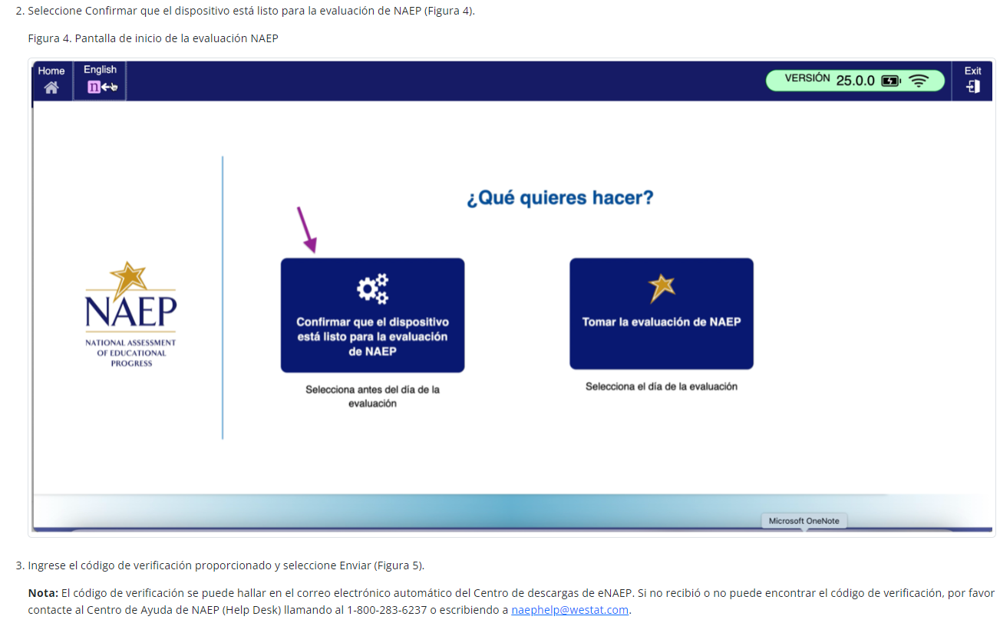 2. Seleccione Confirmar que el dispositivo está listo para la evaluación de NAEP (Figura 4).
Figura 4. Pantalla de inicio de la evaluación NAEP
Home
English
n
VERSIÓN 25.0.0
Exit
¿Qué quieres hacer?
NAEP
NATIONAL ASSESSMENT
OF EDUCATIONAL
PROGRESS
Confirmar que el dispositivo
está listo para la evaluación
de NAEP
Selecciona antes del día de la
evaluación
Tomar la evaluación de NAEP
Selecciona el día de la evaluación
Microsoft OneNote
3. Ingrese el código de verificación proporcionado y seleccione Enviar (Figura 5).
Nota: El código de verificación se puede hallar en el correo electrónico automático del Centro de descargas de eNAEP. Si no recibió o no puede encontrar el código de verificación, por favor
contacte al Centro de Ayuda de NAEP (Help Desk) llamando al 1-800-283-6237 o escribiendo a naephelp@westat.com.